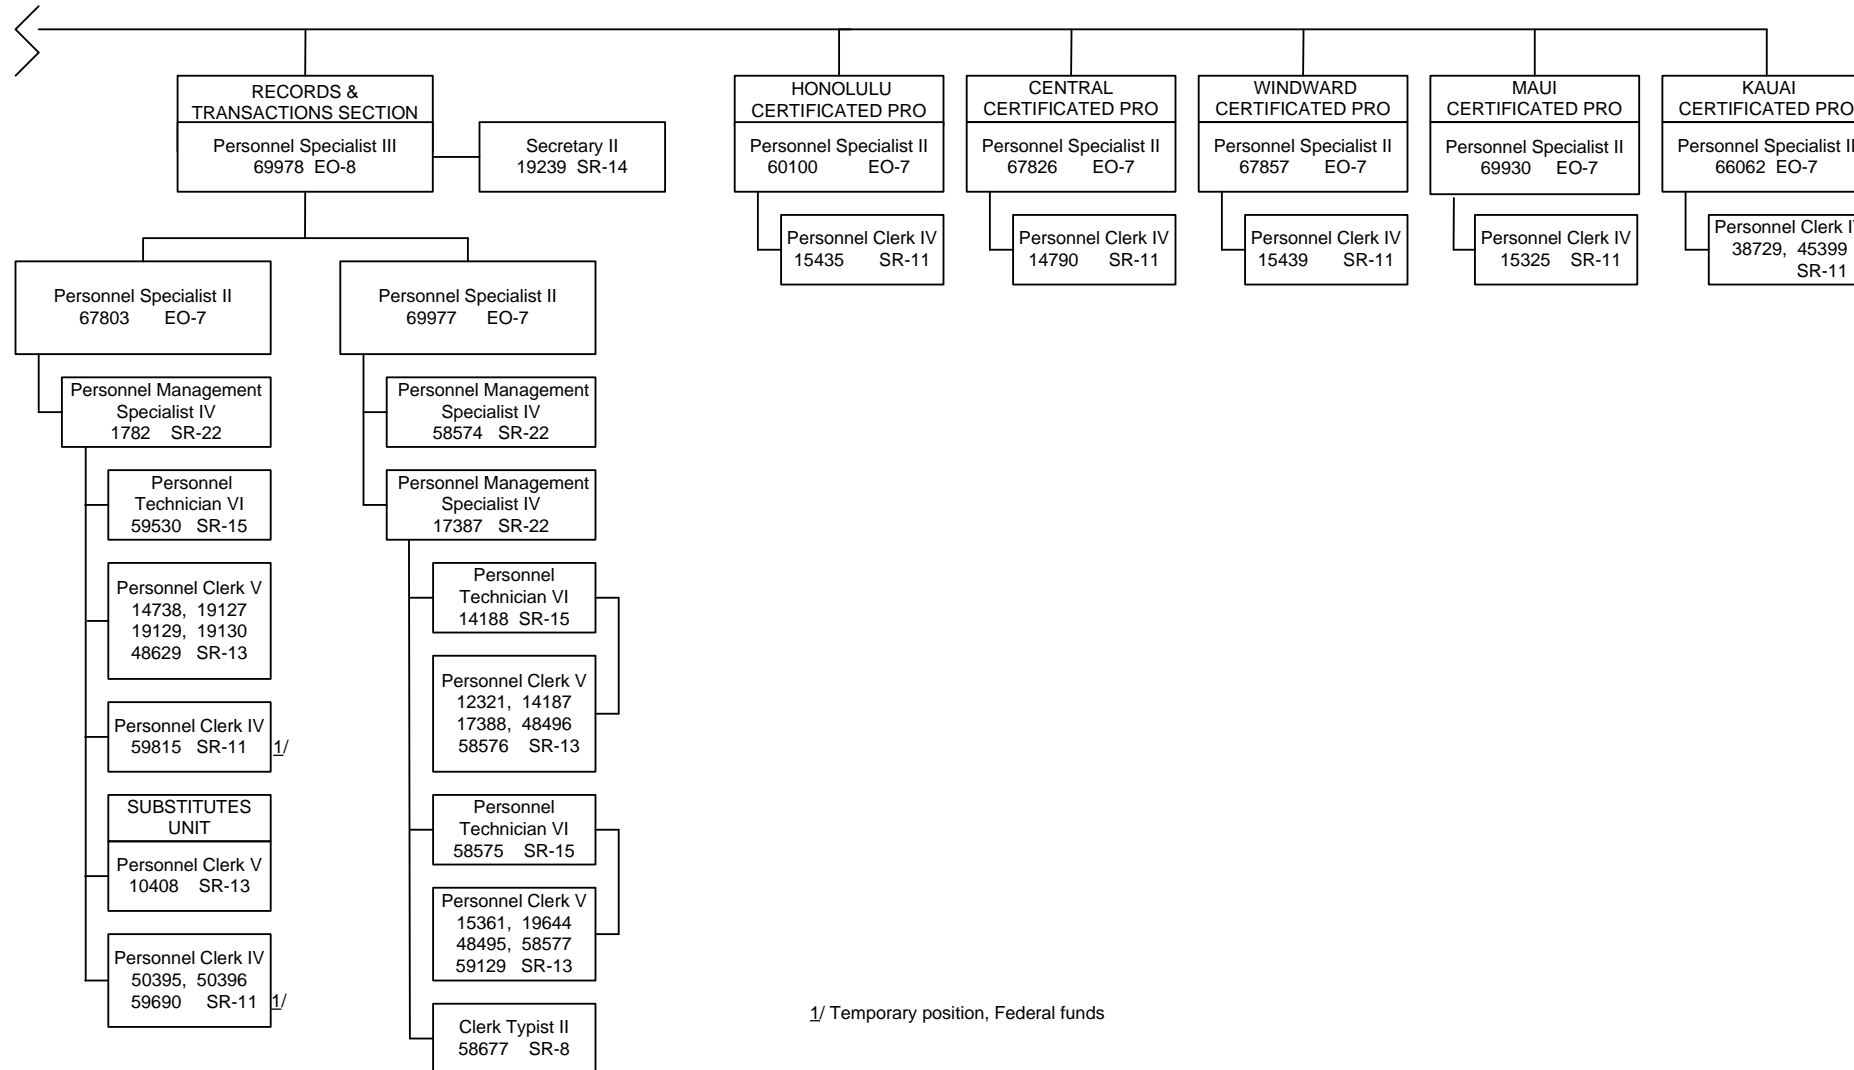 RECORDS &
TRANSACTIONS SECTION
Personnel Specialist III
69978 EO-8
Secretary II
19239 SR-14
HONOLULU
CERTIFICATED PRO
Personnel Specialist II
60100 EO-7
Personnel Clerk IV
15435 SR-11
CENTRAL
CERTIFICATED PRO
Personnel Specialist II
67826 EO-7
Personnel Clerk IV
14790 SR-11
WINDWARD
CERTIFICATED PRO
Personnel Specialist II
67857 EO-7
Personnel Clerk IV
15439 SR-11
MAUI
CERTIFICATED PRO
Personnel Specialist II
69930 EO-7
Personnel Clerk IV
15325 SR-11
KAUAI
CERTIFICATED PRO
Personnel Specialist II
66062 EO-7
Personnel Clerk
38729, 45399
SR-11
Personnel Specialist II
67803 EO-7
Personnel Management
Specialist IV
1782 SR-22
Personnel
Technician VI
59530 SR-15
Personnel Clerk V
14738, 19127
19129, 19130
48629 SR-13
Personnel Clerk IV
59815 SR-11 1/
SUBSTITUTES
UNIT
Personnel Clerk V
10408 SR-13
Personnel Clerk IV
50395, 50396
59690 SR-11 1/
Personnel Specialist II
69977 EO-7
Personnel Management
Specialist IV
58574 SR-22
Personnel Management
Specialist IV
17387 SR-22
Personnel
Technician VI
14188 SR-15
Personnel Clerk V
12321, 14187
17388, 48496
58576 SR-13
Personnel
Technician VI
58575 SR-15
Personnel Clerk V
15361, 19644
48495, 58577
59129 SR-13
Clerk Typist II
58677 SR-8
1/ Temporary position, Federal funds